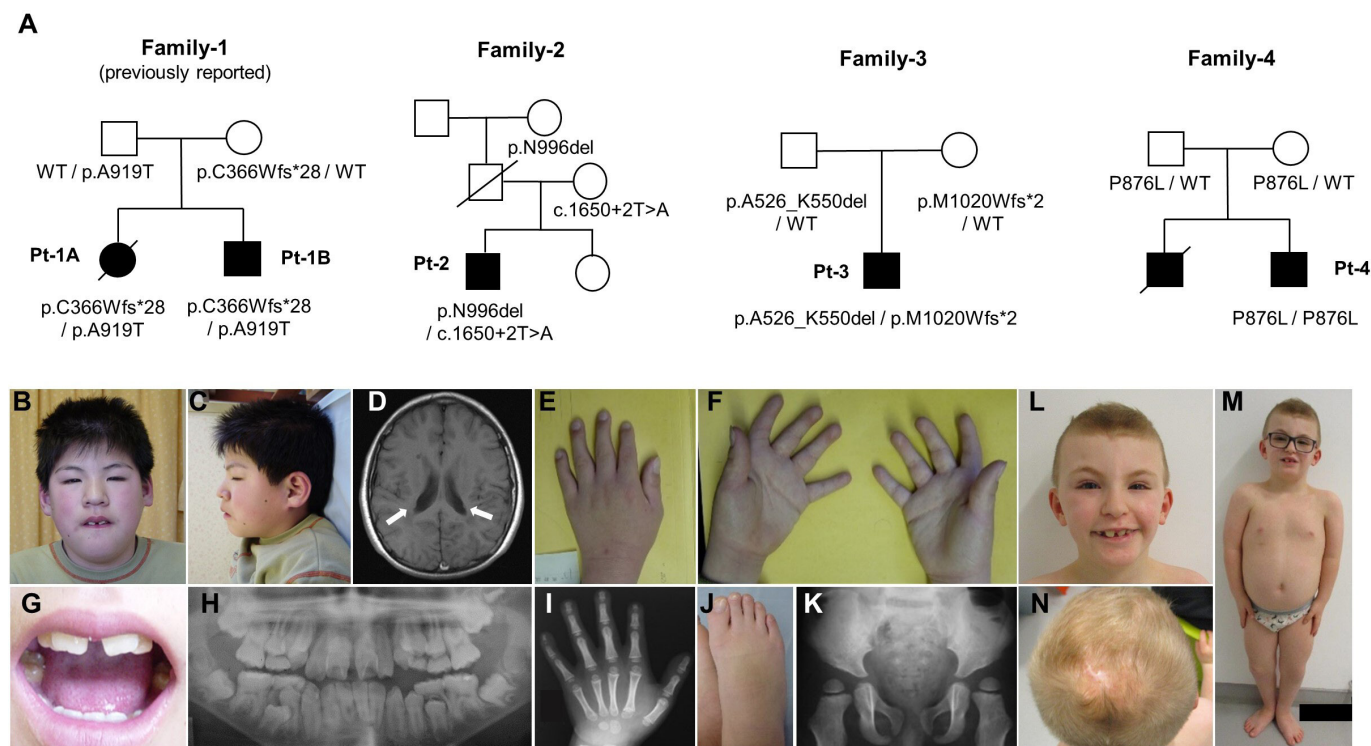 A
Family-1
(previously reported)
WT / p.A919T
p.C366Wfs*28 / WT
Pt-1A
Pt-1B
p.C366Wfs*28
/ p.A919T
p.C366Wfs*28
/ p.A919T
Family-2
p.N996del
c.1650+2T>A
Pt-2
p.N996del
/ c.1650+2T>A
Family-3
p.A526_K550del
/ WT
p.M1020Wfs*2
/ WT
Pt-3
p.A526_K550del / p.M1020Wfs*2
Family-4
P876L / WT
P876L / WT
Pt-4
P876L / P876L
B
C
D
E
F
L
M
G
H
I
J
K
N